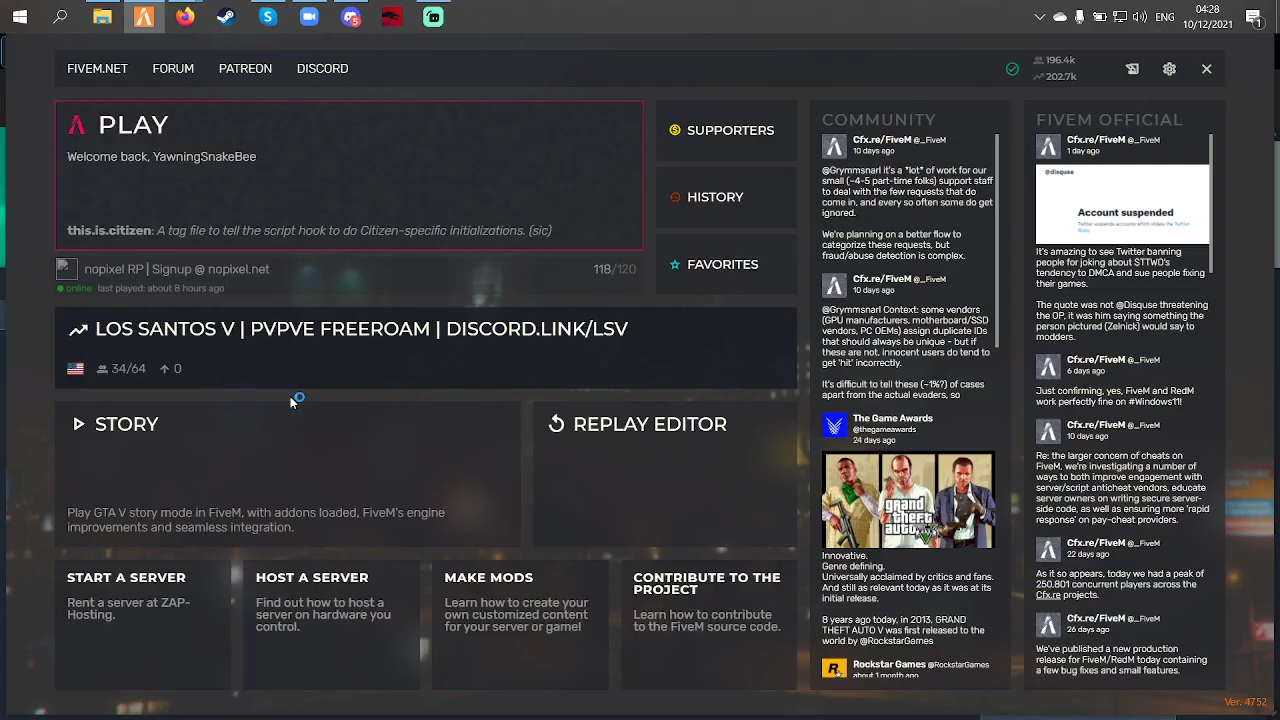 04:28
10/12/2021
5
1
FIVEM.NET
FORUM
PATREON
DISCORD
196.4k
202.7k
PLAY
Welcome back, YawningSnakeBee
this.is.citizen: A tag file to tell the script hook to do Citizen-specific initializations. (sic)
nopixel RP | Signup @ nopixel.net
118/120
online
last played: about 8 hours ago
SUPPORTERS
HISTORY
FAVORITES
LOS SANTOS V | PVPVE FREEROAM | DISCORD.LINK/LSV
34/64
0
STORY
Play GTA V story mode in FiveM, with addons loaded, FiveM's engine
improvements and seamless integration.
REPLAY EDITOR
START A SERVER
Rent a server at ZAP-
Hosting.
HOST A SERVER
Find out how to host a
server on hardware you
control.
MAKE MODS
Learn how to create your
own customized content
for your server or game!
CONTRIBUTE TO THE
PROJECT
Learn how to contribute
to the FiveM source code.
COMMUNITY
Cfx.re/FiveM @_FiveM
10 days ago
@Grymmsnarl it's a *lot* of work for our
small (~4-5 part-time folks) support staff
to deal with the few requests that do
come in, and every so often some do get
ignored.
We're planning on a better flow to
categorize these requests, but
fraud/abuse detection is complex.
Cfx.re/FiveM @_FiveM
10 days ago
@Grymmsnarl Context: some vendors
(GPU manufacturers, motherboard/SSD
vendors, PC OEMs) assign duplicate IDs
that should always be unique - but if
these are not, innocent users do tend to
get 'hit' incorrectly.
It's difficult to tell these (~1%?) of cases
apart from the actual evaders, so
The Game Awards
@thegameawards
24 days ago
grand
theft
auto
V
Innovative.
Genre defining.
Universally acclaimed by critics and fans.
And still as relevant today as it was at its
initial release.
8 years ago today, in 2013, GRAND
THEFT AUTO V was first released to the
world by @RockstarGames
Rockstar Games @RockstarGames
about 1 month ago
FIVEM OFFICIAL
Cfx.re/FiveM @_FiveM
1 day ago
@disquse
Account suspended
Twitter suspends accounts which violate the Twitter
Rules
It's amazing to see Twitter banning
people for joking about STTWO's
tendency to DMCA and sue people fixing
their games.
The quote was not @Disquse threatening
the OP, it was him saying something the
person pictured (Zelnick) would say to
modders.
Cfx.re/FiveM @_FiveM
6 days ago
Just confirming, yes, FiveM and RedM
work perfectly fine on #Windows11!
Cfx.re/FiveM @_FiveM
10 days ago
Re: the larger concern of cheats on
FiveM, we're investigating a number of
ways to both improve engagement with
server/script anticheat vendors, educate
server owners on writing secure server-
side code, as well as ensuring more 'rapid
response' on pay-cheat providers.
Cfx.re/FiveM @_FiveM
22 days ago
As it so appears, today we had a peak of
250,801 concurrent players across the
Cfx.re projects.
Cfx.re/FiveM @_FiveM
26 days ago
We've published a new production
release for FiveM/RedM today containing
a few bug fixes and small features.
Ver. 4752